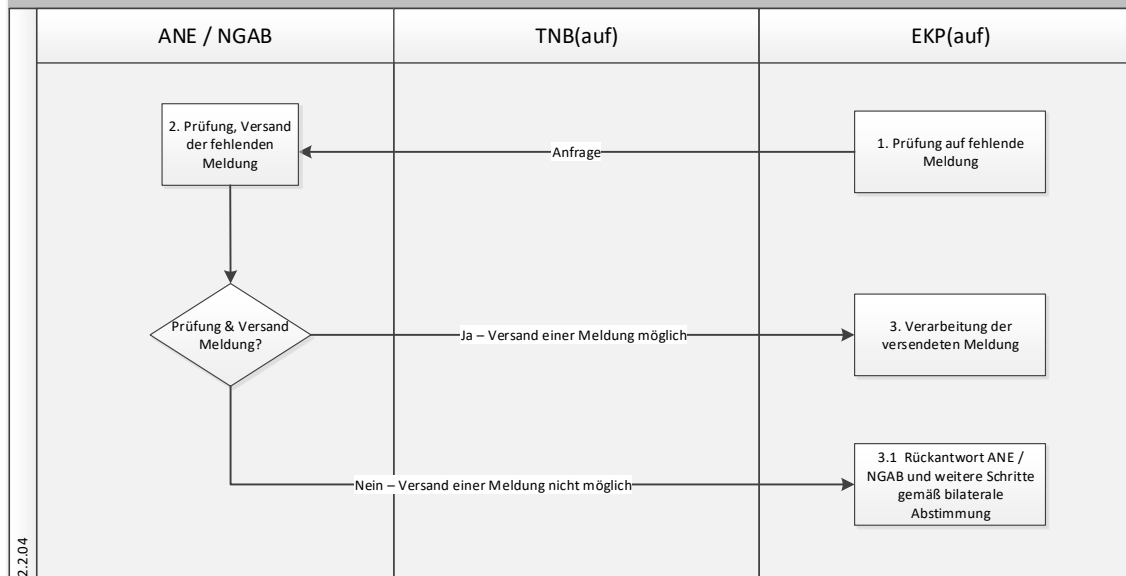 ANE / NGAB
TNB(auf)
EKP(auf)
2. Prüfung, Versand
der fehlenden
Meldung
Anfrage
1. Prüfung auf fehlende
Meldung
Prüfung & Versand
Meldung?
Ja – Versand einer Meldung möglich
3. Verarbeitung der
versendeten Meldung
Nein – Versand einer Meldung nicht möglich
3.1 Rückantwort ANE /
NGAB und weitere Schritte
gemäß bilaterale
Abstimmung
2.2.04